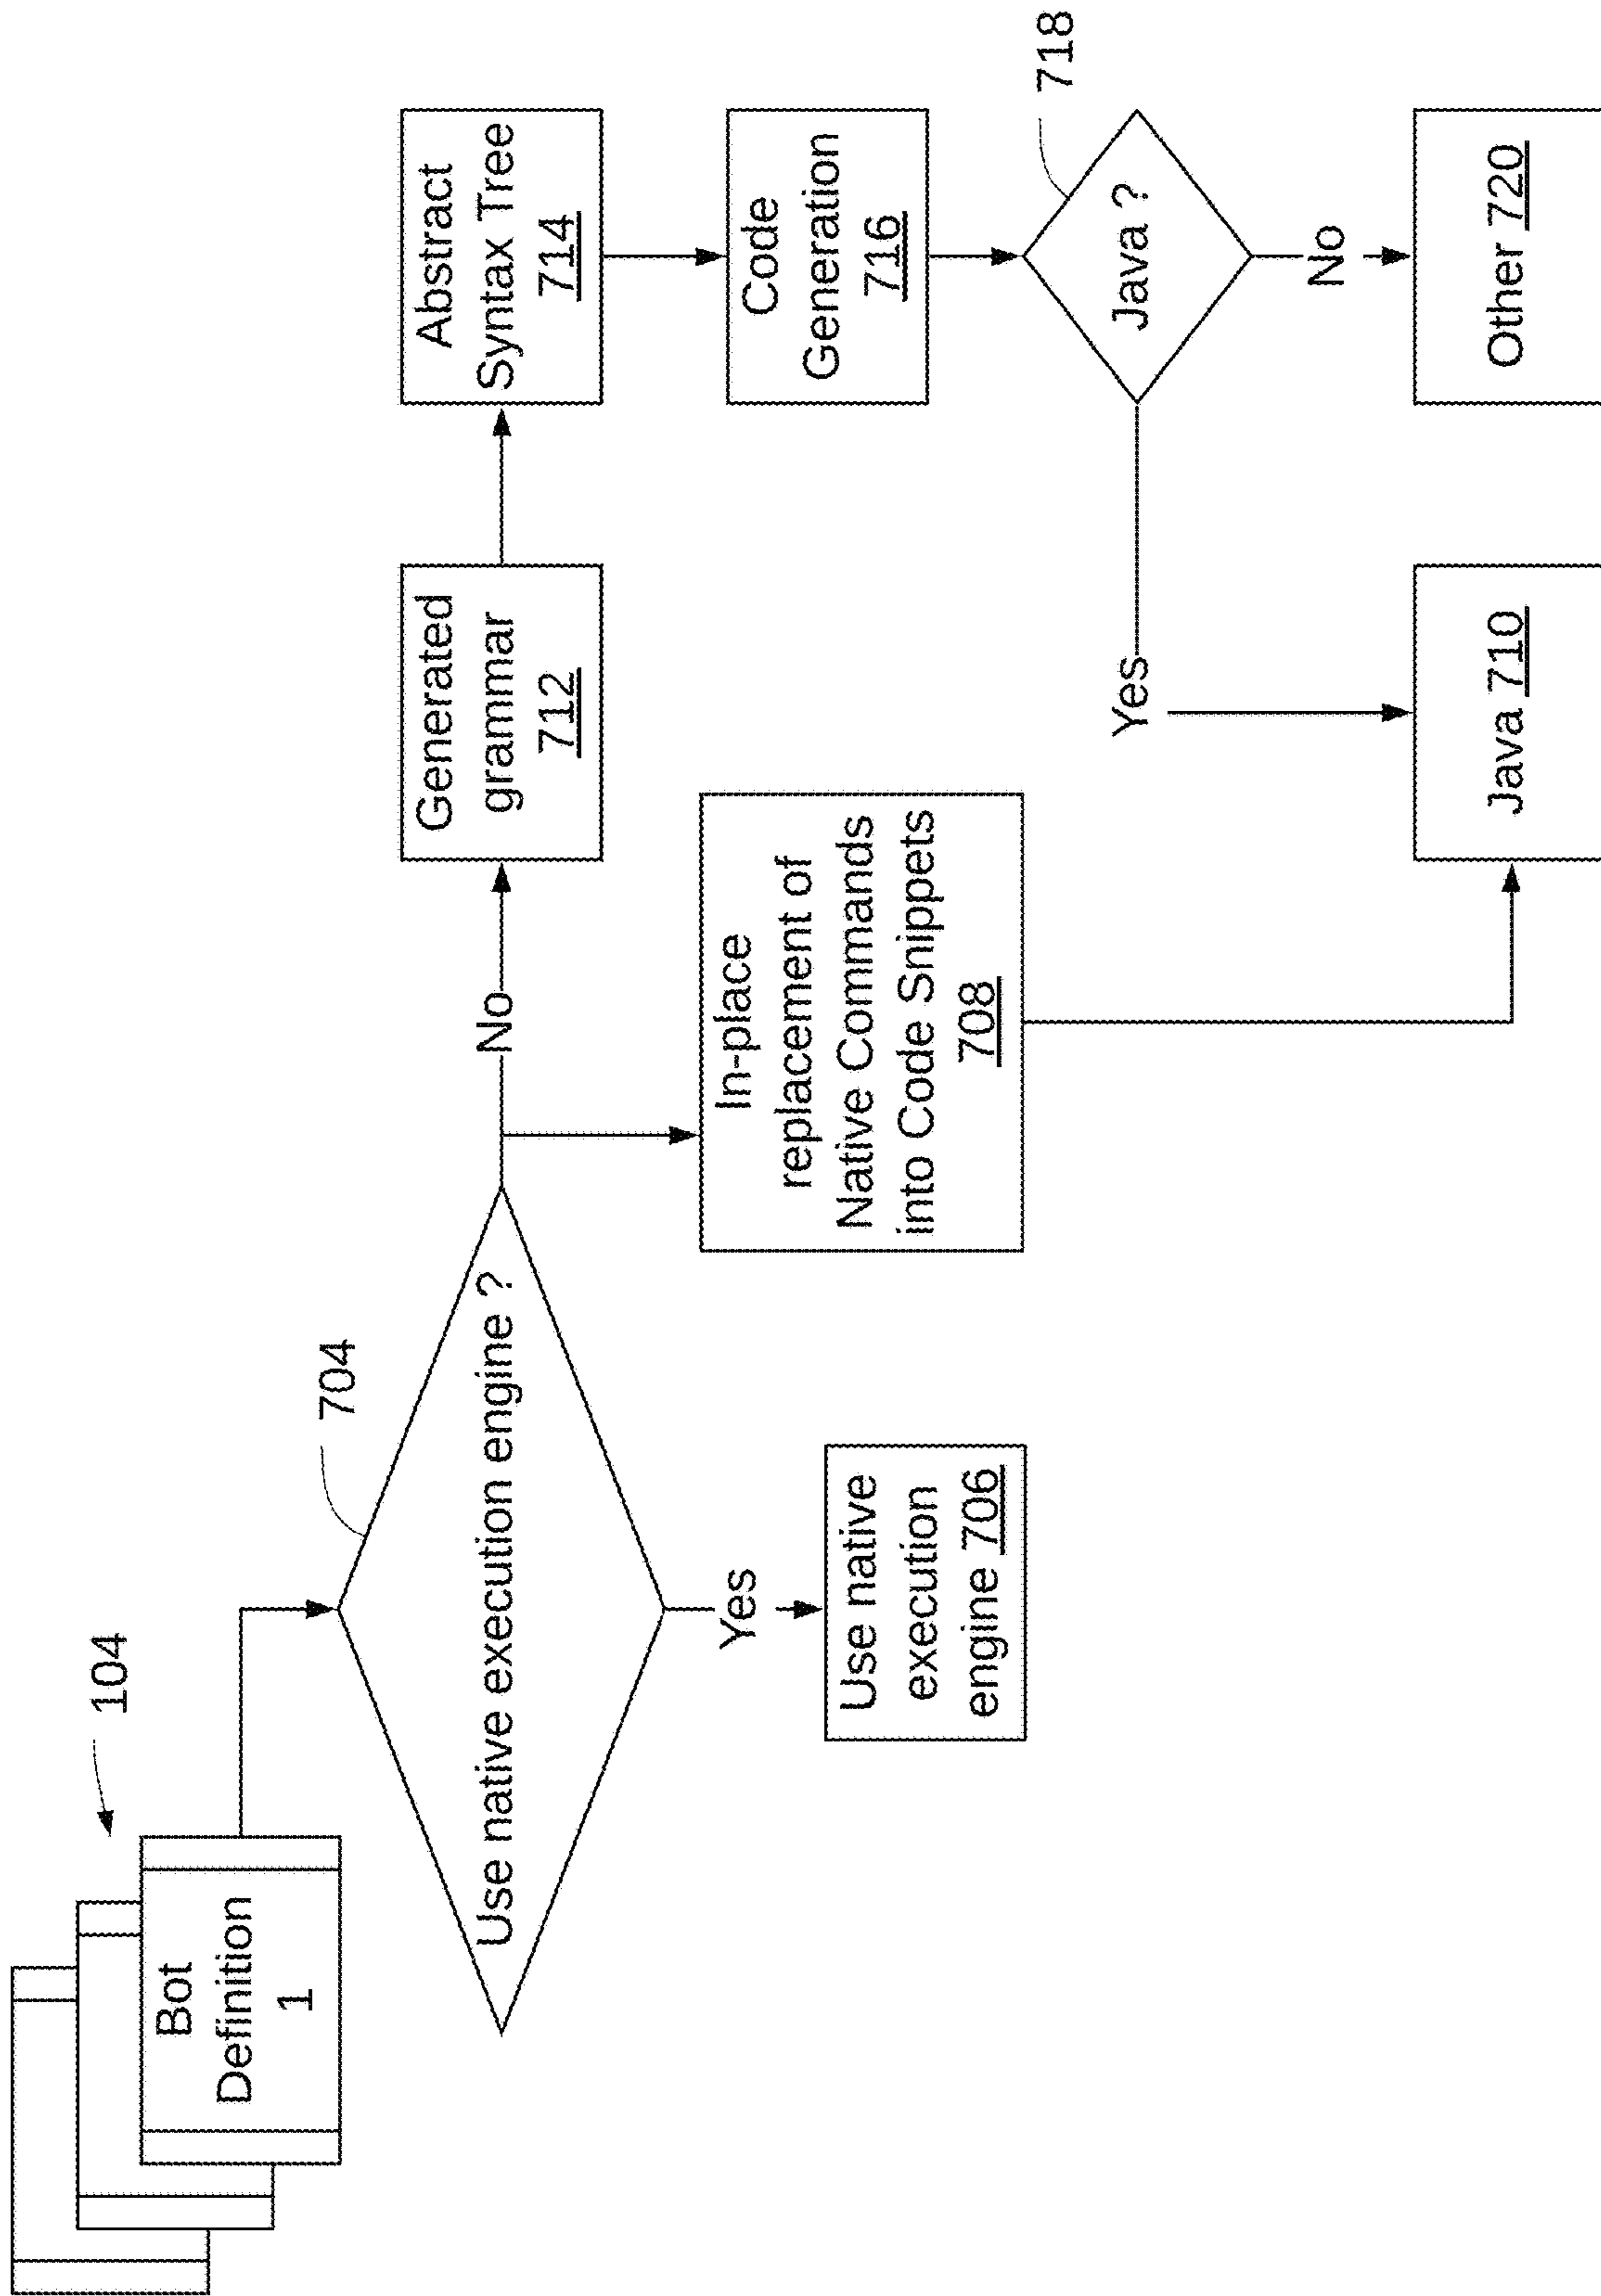 104
Bot
Definition
1
704
Use native execution engine ?
Yes
Use native
execution
engine 706
No
In-place
replacement of
Native Commands
into Code Snippets
708
Generated
grammar
712
Abstract
Syntax Tree
714
Code
Generation
716
718
Java ?
Yes
No
Java 710
Other 720